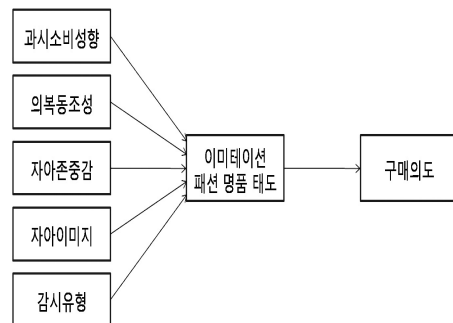 과시소비성향
의복동조성
자아존중감
자아이미지
감시유형
이미테이션
패션 명품 태도
구매의도